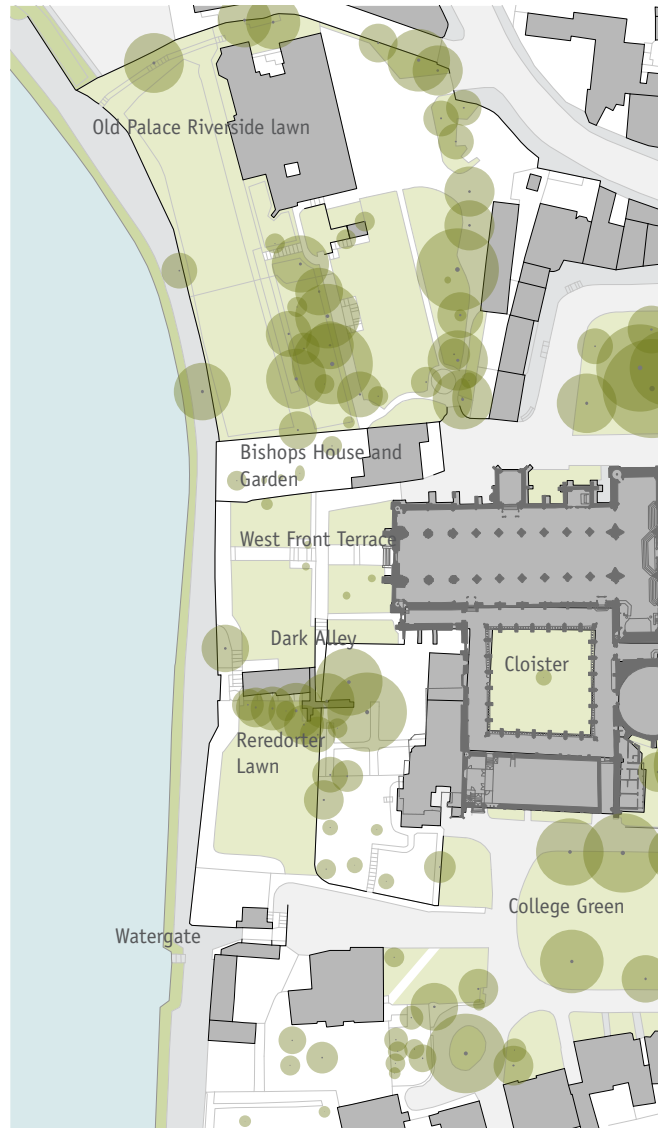 Old Palace Riverside lawn
Bishops House and
Garden
West Front Terrace
Dark Alley
Cloister
Reredorter
Lawn
College Green
Watergate